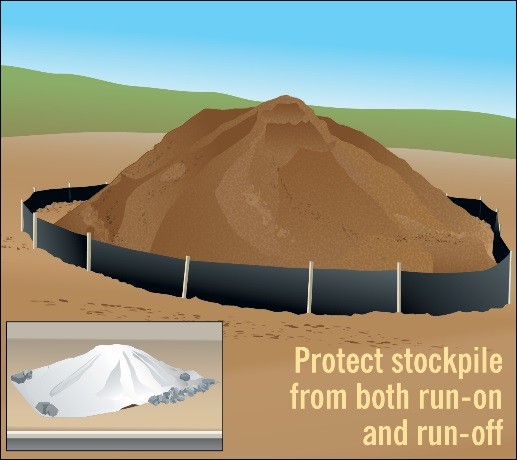 Protect stockpile
from both run-on
and run-off